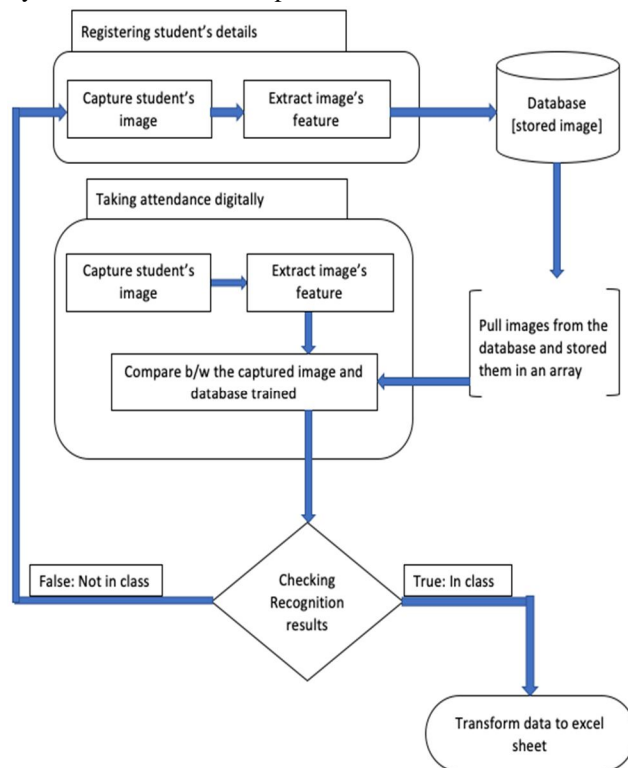 Registering student's details
Capture student's
image
Extract image's
feature
Database
[stored image]
Taking attendance digitally
Capture student's
image
Extract image's
feature
Pull images from the
database and stored
them in an array
Compare b/w the captured image and
database trained
False: Not in class
Checking
Recognition
results
True: In class
Transform data to excel
sheet